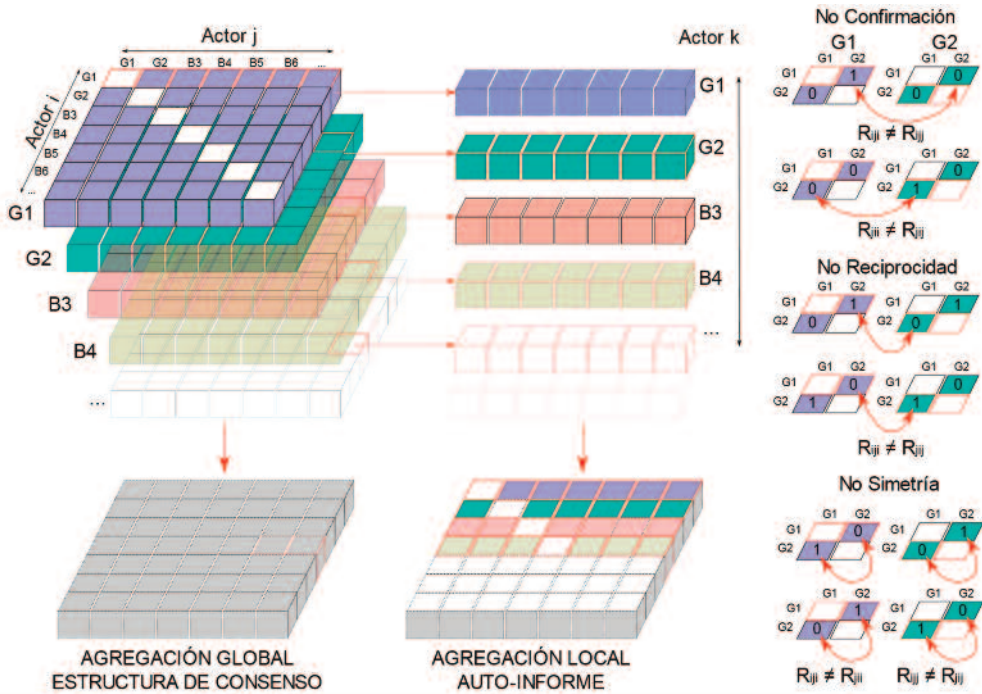 Actor j
G1 G2 B3 B4 B5 B6 ...
Actor i
G1
G2
B3
B4
B5
B6
...
G1
G2
B3
B4
...
Actor k
G1
G2
B3
B4
...
AGREGACIÓN GLOBAL
ESTRUCTURA DE CONSENSO
AGREGACIÓN LOCAL
AUTO-INFORME
No Confirmación
G1 G2
G1 G2 G1 G2
G1 1 G1 0
G2 0 G2 0
Riji ≠ Rijj
G1 G2 G1 G2
G1 0 G1 0
G2 0 G2 1
Rjii ≠ Rjij
No Reciprocidad
G1 G2 G1 G2
G1 1 G1 1
G2 0 G2 0
G1 G2 G1 G2
G1 0 G1 0
G2 1 G2 1
Riji ≠ Rjij
No Simetría
G1 G2 G1 G2
G1 0 G1 1
G2 1 G2 0
G1 G2 G1 G2
G1 1 G1 0
G2 0 G2 1
Riji ≠ Rjii Rijj ≠ Rjij